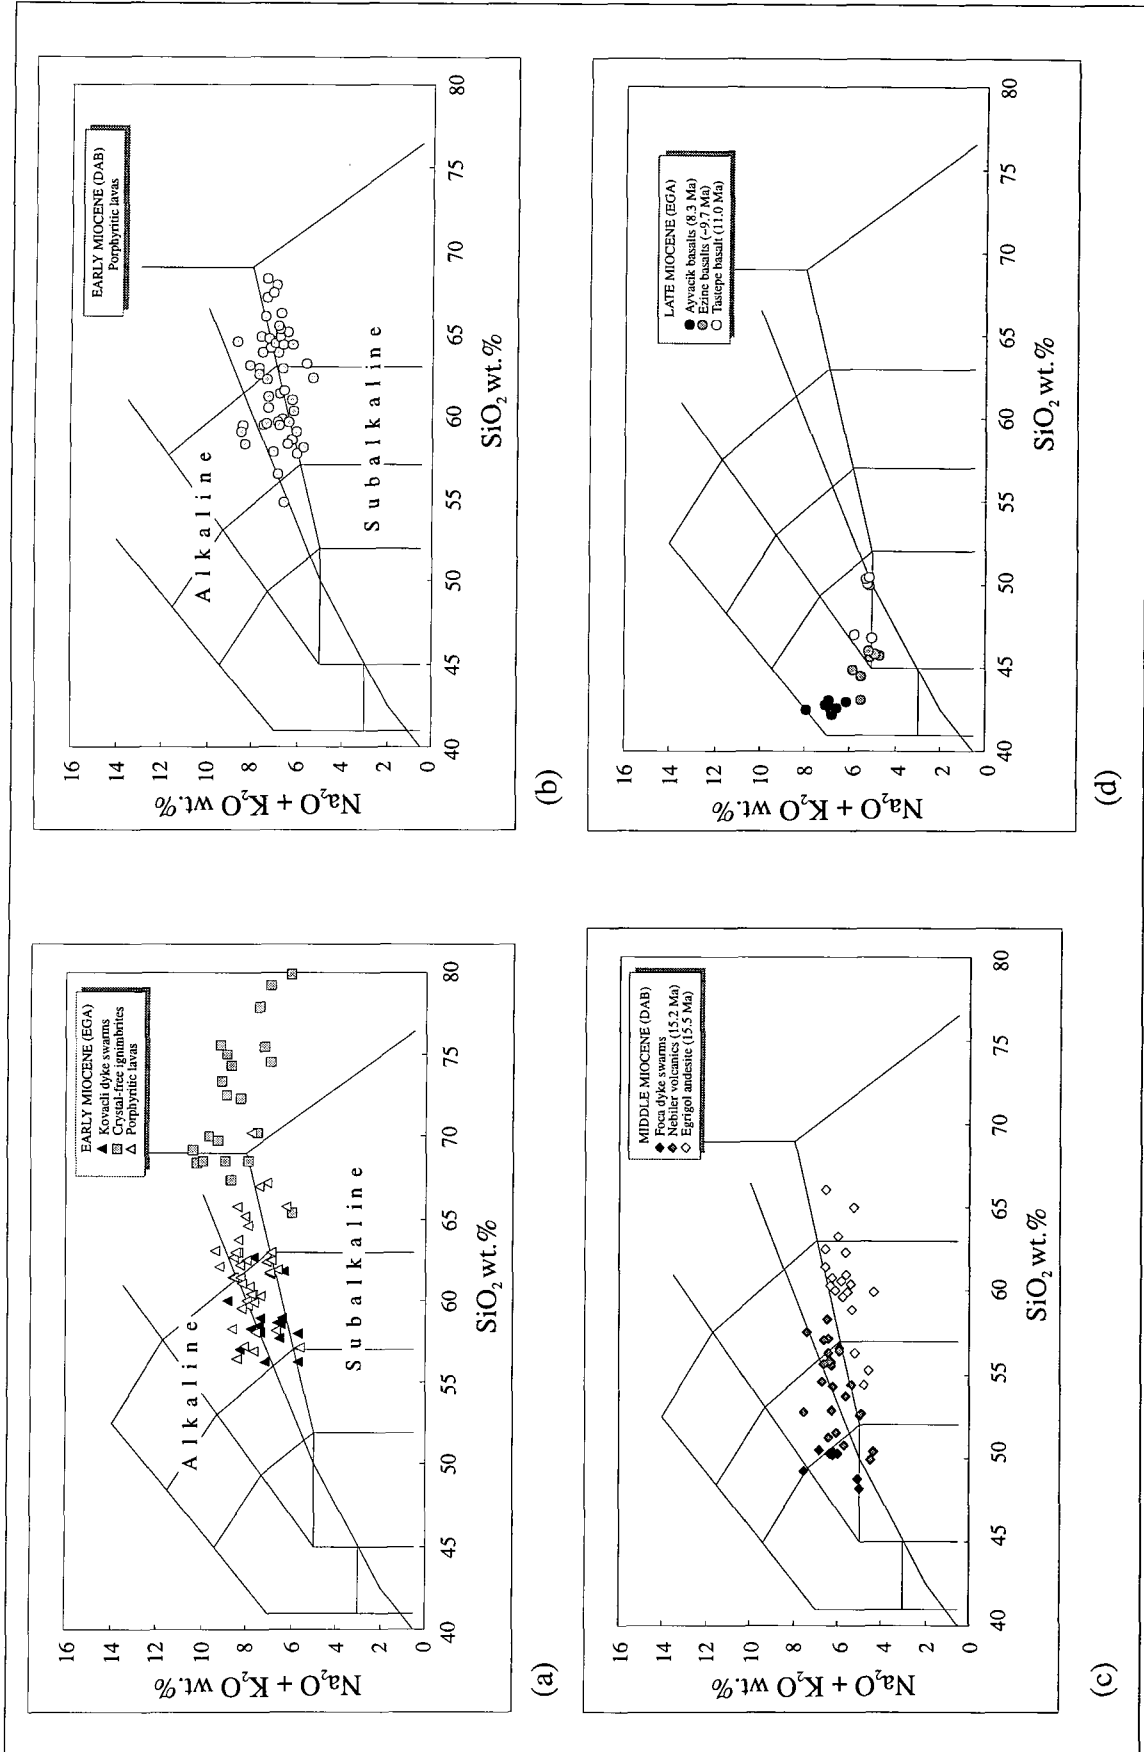 EARLY MIOCENE (EGA)
Kovacli dyke swarms
Crystal-free ignimbrites
Porphyritic lavas
Alkaline
Subalkaline
16
14
12
10
8
6
4
2
0
40
45
50
55
60
65
70
75
80
Na₂O + K₂O wt.%
SiO₂ wt.%
(a)
EARLY MIOCENE (DAB)
Porphyritic lavas
Alkaline
Subalkaline
16
14
12
10
8
6
4
2
0
40
45
50
55
60
65
70
75
80
Na₂O + K₂O wt.%
SiO₂ wt.%
(b)
MIDDLE MIOCENE (DAB)
Foca dyke swarms
Nebiler volcanics (15.2 Ma)
Egrigol andesite (15.5 Ma)
16
14
12
10
8
6
4
2
0
40
45
50
55
60
65
70
75
80
Na₂O + K₂O wt.%
SiO₂ wt.%
(c)
LATE MIOCENE (EGA)
Ayvacik basalts (8.3 Ma)
Ezine basalts (~9.7 Ma)
Tastepe basalt (11.0 Ma)
16
14
12
10
8
6
4
2
0
40
45
50
55
60
65
70
75
80
Na₂O + K₂O wt.%
SiO₂ wt.%
(d)